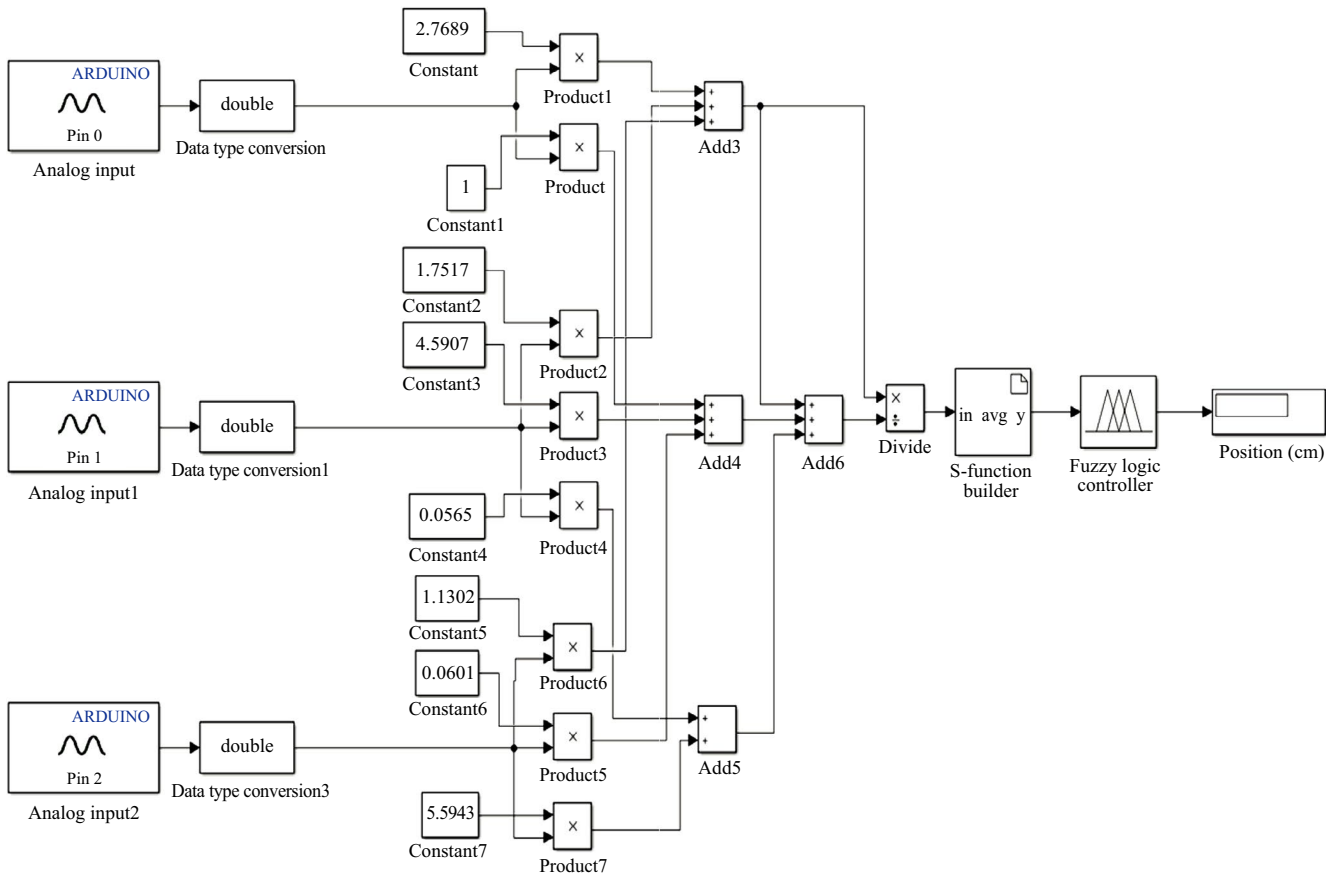 2.7689
Constant
×
Product1
ARDUINO
Pin 0
Analog input
double
Data type conversion
×
Product
1
Constant1
+
+
+
Add3
1.7517
Constant2
×
Product2
4.5907
Constant3
ARDUINO
Pin 1
Analog input1
double
Data type conversion1
×
Product3
+
+
+
Add4
+
+
+
Add6
×
÷
Divide
in avg y
S-function
builder
Fuzzy logic
controller
Position (cm)
0.0565
Constant4
×
Product4
1.1302
Constant5
×
Product6
0.0601
Constant6
ARDUINO
Pin 2
Analog input2
double
Data type conversion3
×
Product5
+
+
Add5
5.5943
Constant7
×
Product7